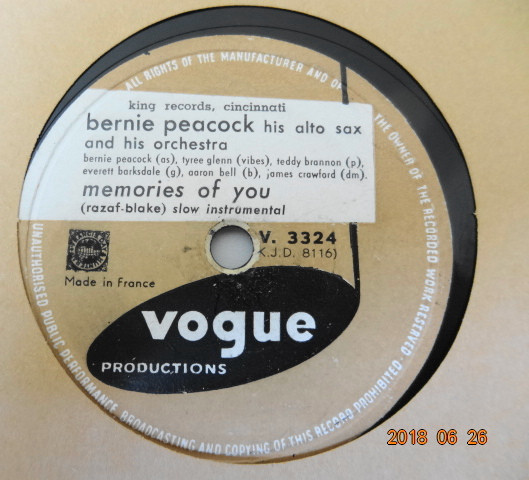 ALL RIGHTS OF THE MANUFACTURER AND OF THE OWNER OF THE RECORDED WORK RESERVED.
UNAUTHORISED PUBLIC PERFORMANCE, BROADCASTING AND COPYING OF THIS RECORD PROHIBITED.
king records, cincinnati
bernie peacock his alto sax
and his orchestra
bernie peacock (as), tyree glenn (vibes), teddy brannon (p),
everett barksdale (g), aaron bell (b), james crawford (dm).
memories of you
(razaf-blake) slow instrumental
V. 3324
K.J.D. 8116)
Made in France
vogue
PRODUCTIONS
2018 06 26